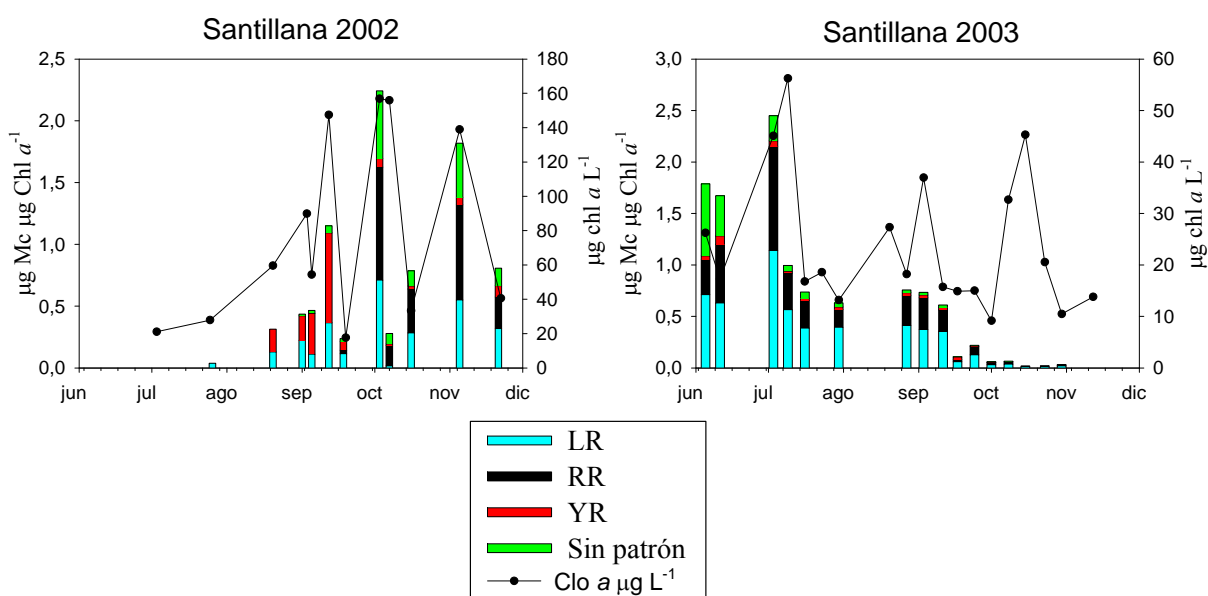 Santillana 2002
2,5
2,0
1,5
1,0
0,5
0,0
µg Mc µg Chl a⁻¹
180
160
140
120
100
80
60
40
20
0
µg chl a L⁻¹
jun jul ago sep oct nov dic
Santillana 2003
3,0
2,5
2,0
1,5
1,0
0,5
0,0
µg Mc µg Chl a⁻¹
60
50
40
30
20
10
0
µg chl a L⁻¹
jun jul ago sep oct nov dic
LR
RR
YR
Sin patrón
Clo a µg L⁻¹